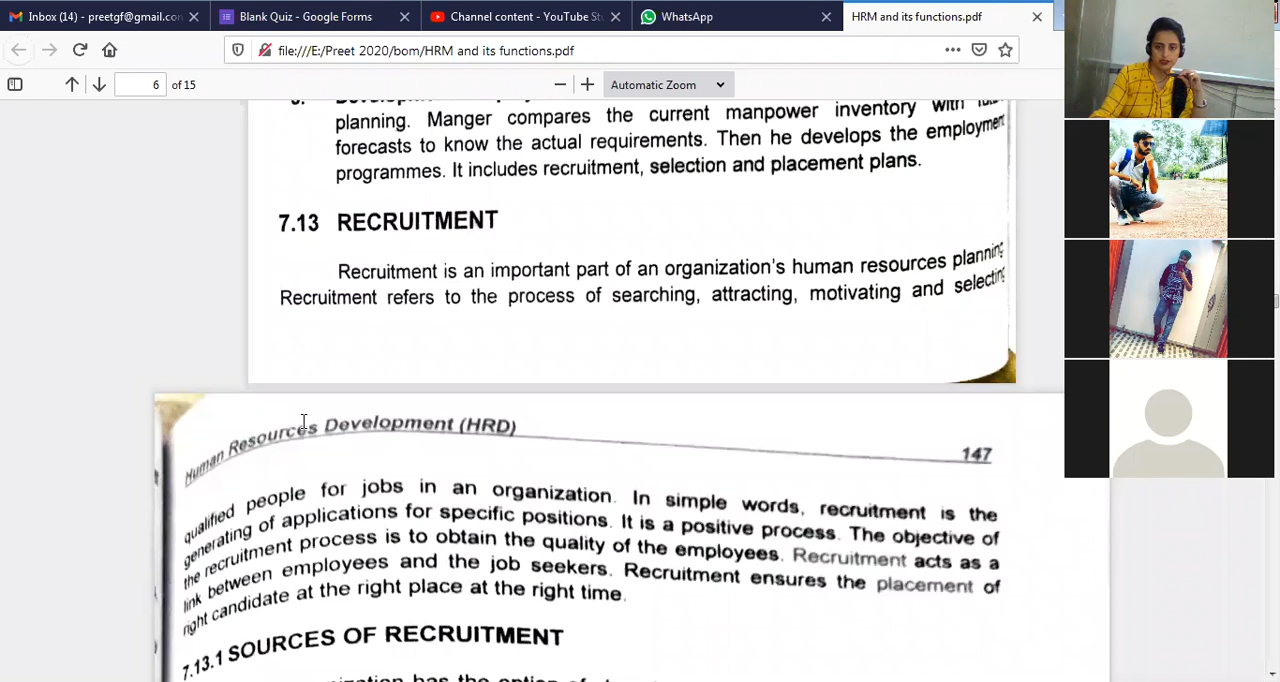 Inbox (14) - preetgf@gmail.co
Blank Quiz - Google Forms
Channel content - YouTube St
WhatsApp
HRM and its functions.pdf
file:///E:/Preet 2020/bom/HRM and its functions.pdf
6 of 15
Automatic Zoom
planning. Manger compares the current manpower inventory with
forecasts to know the actual requirements. Then he develops the employment
programmes. It includes recruitment, selection and placement plans.
7.13 RECRUITMENT
Recruitment is an important part of an organization's human resources planning
Recruitment refers to the process of searching, attracting, motivating and selecting
Human Resources Development (HRD)
147
qualified people for jobs in an organization. In simple words, recruitment is the
generating of applications for specific positions. It is a positive process. The objective of
the recruitment process is to obtain the quality of the employees. Recruitment acts as a
link between employees and the job seekers. Recruitment ensures the placement of
right candidate at the right place at the right time.
7.13.1 SOURCES OF RECRUITMENT
has the option of